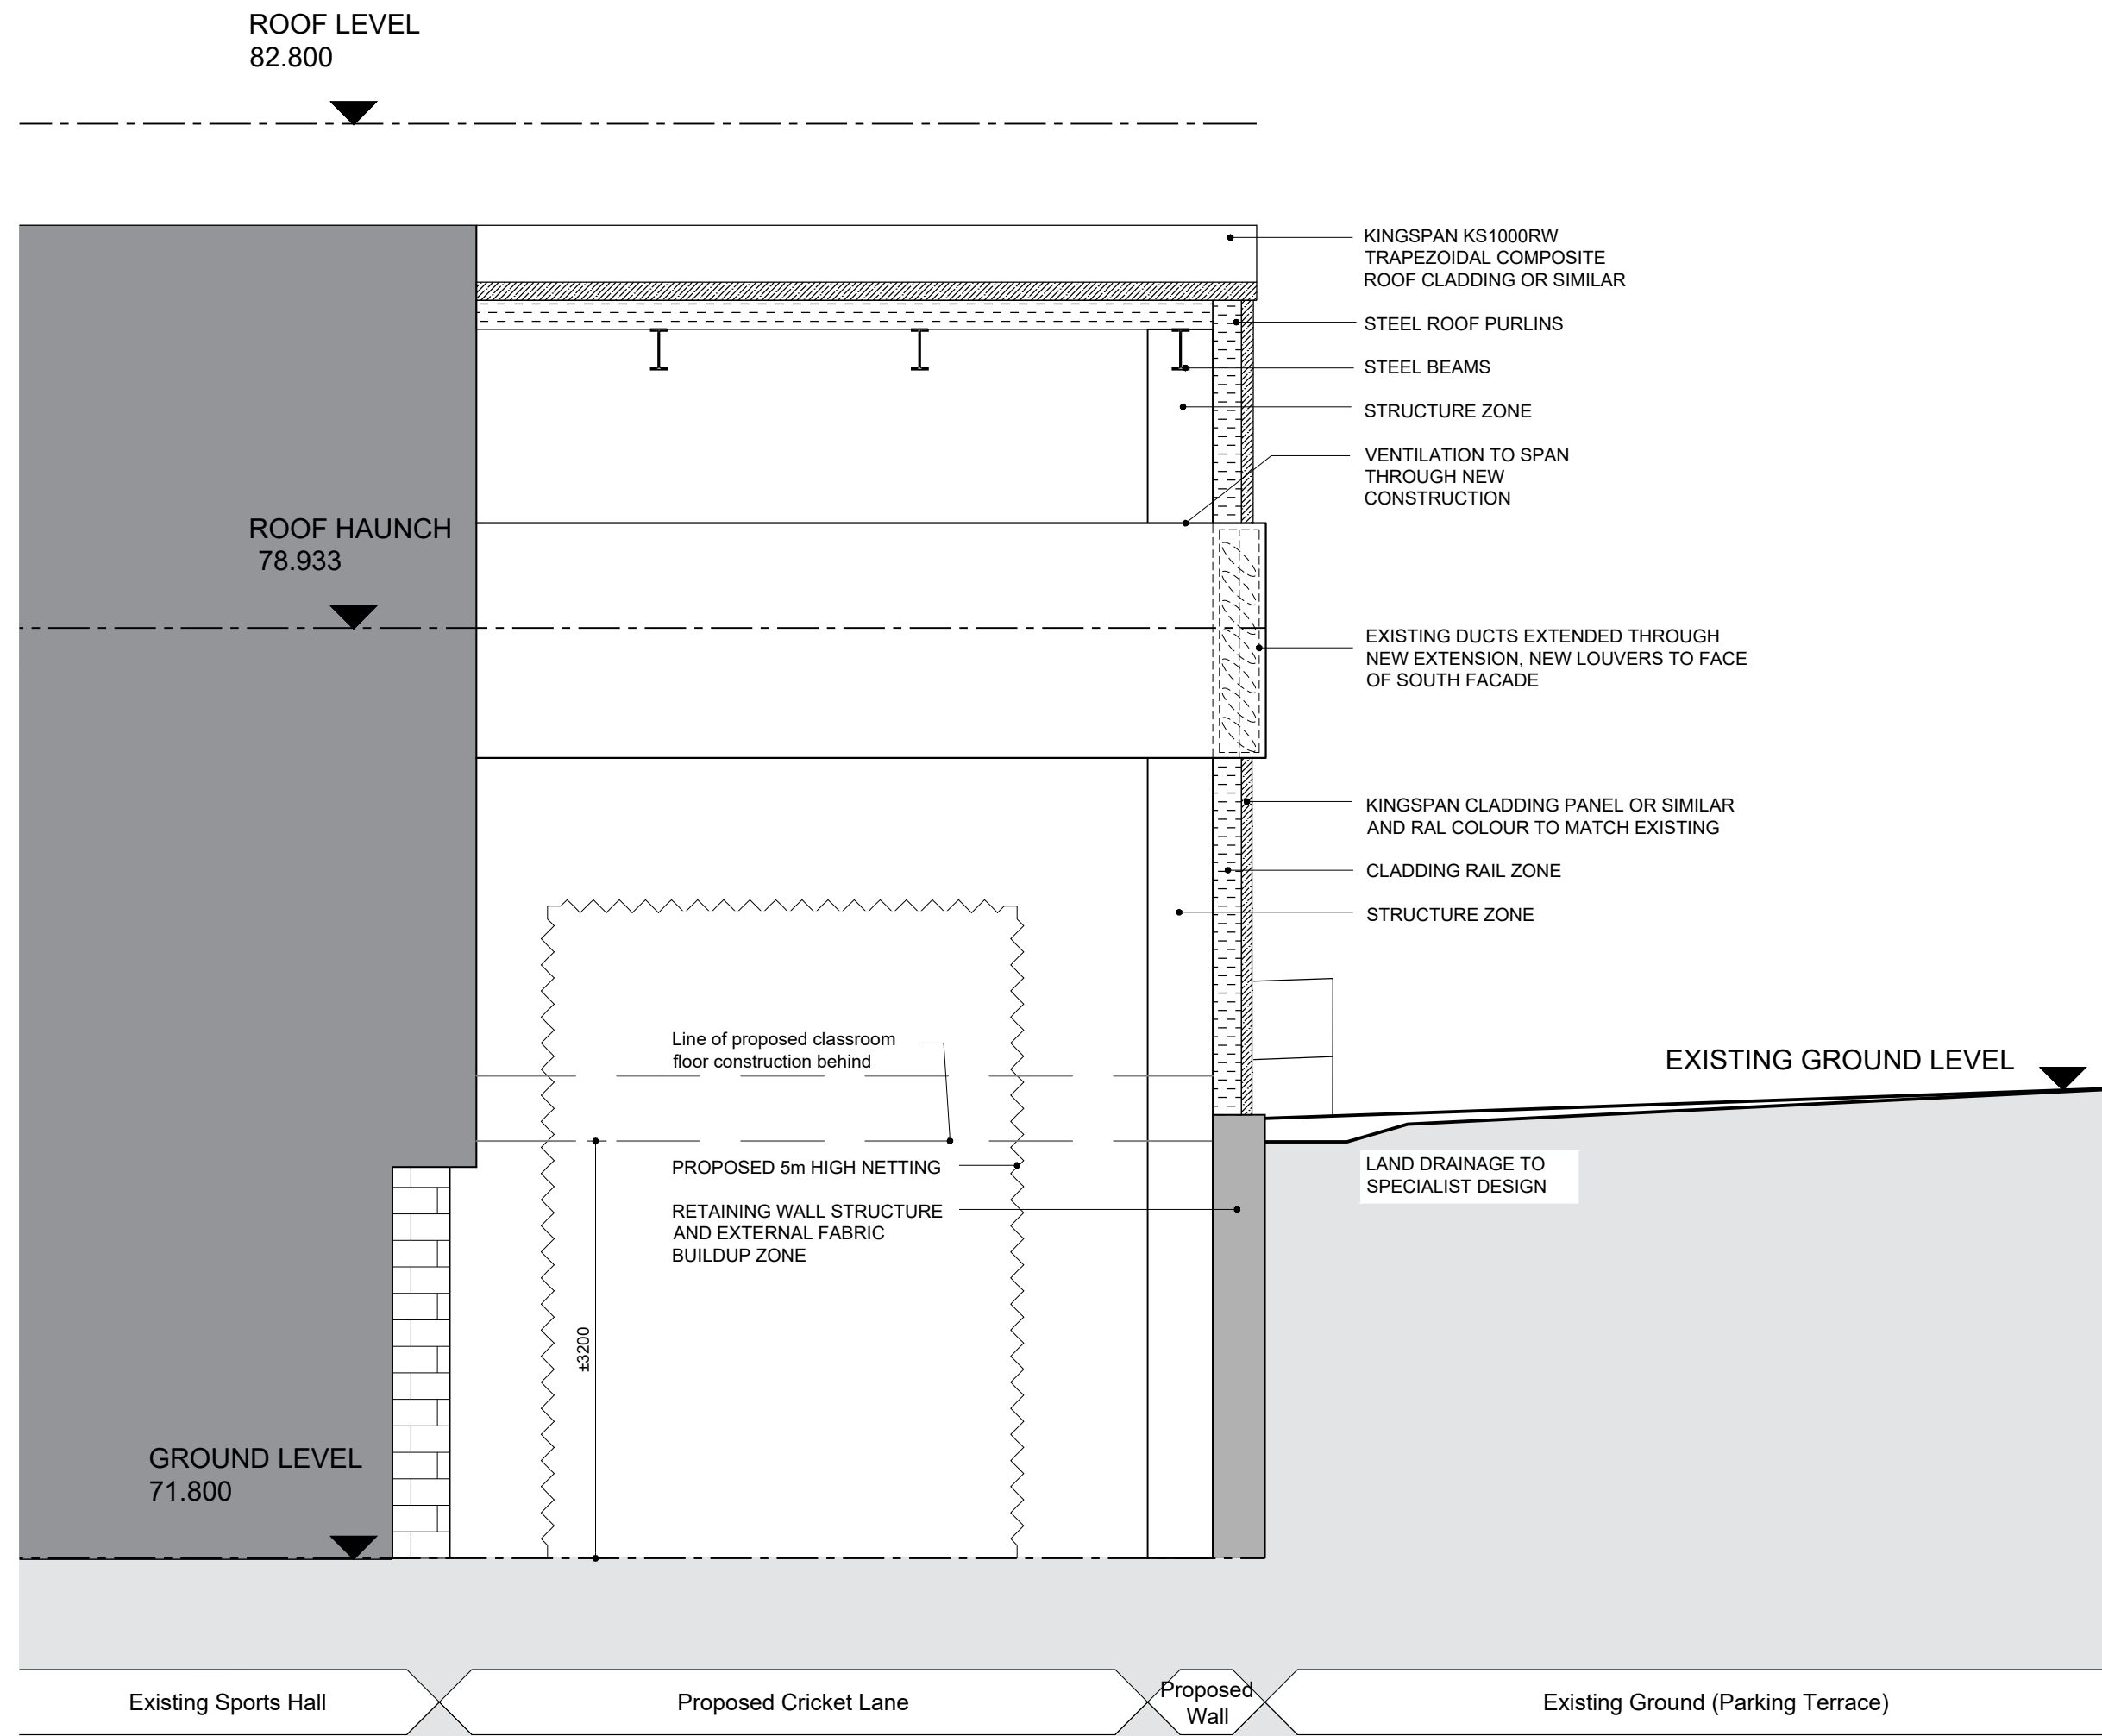 ROOF LEVEL
82.800
KINGSPAN KS1000RW
TRAPEZOIDAL COMPOSITE
ROOF CLADDING OR SIMILAR
STEEL ROOF PURLINS
STEEL BEAMS
STRUCTURE ZONE
VENTILATION TO SPAN
THROUGH NEW
CONSTRUCTION
ROOF HAUNCH
78.933
EXISTING DUCTS EXTENDED THROUGH
NEW EXTENSION, NEW LOUVERS TO FACE
OF SOUTH FACADE
KINGSPAN CLADDING PANEL OR SIMILAR
AND RAL COLOUR TO MATCH EXISTING
CLADDING RAIL ZONE
STRUCTURE ZONE
Line of proposed classroom
floor construction behind
EXISTING GROUND LEVEL
PROPOSED 5m HIGH NETTING
LAND DRAINAGE TO
SPECIALIST DESIGN
RETAINING WALL STRUCTURE
AND EXTERNAL FABRIC
BUILDUP ZONE
±3200
GROUND LEVEL
71.800
Existing Sports Hall
Proposed Cricket Lane
Proposed
Wall
Existing Ground (Parking Terrace)